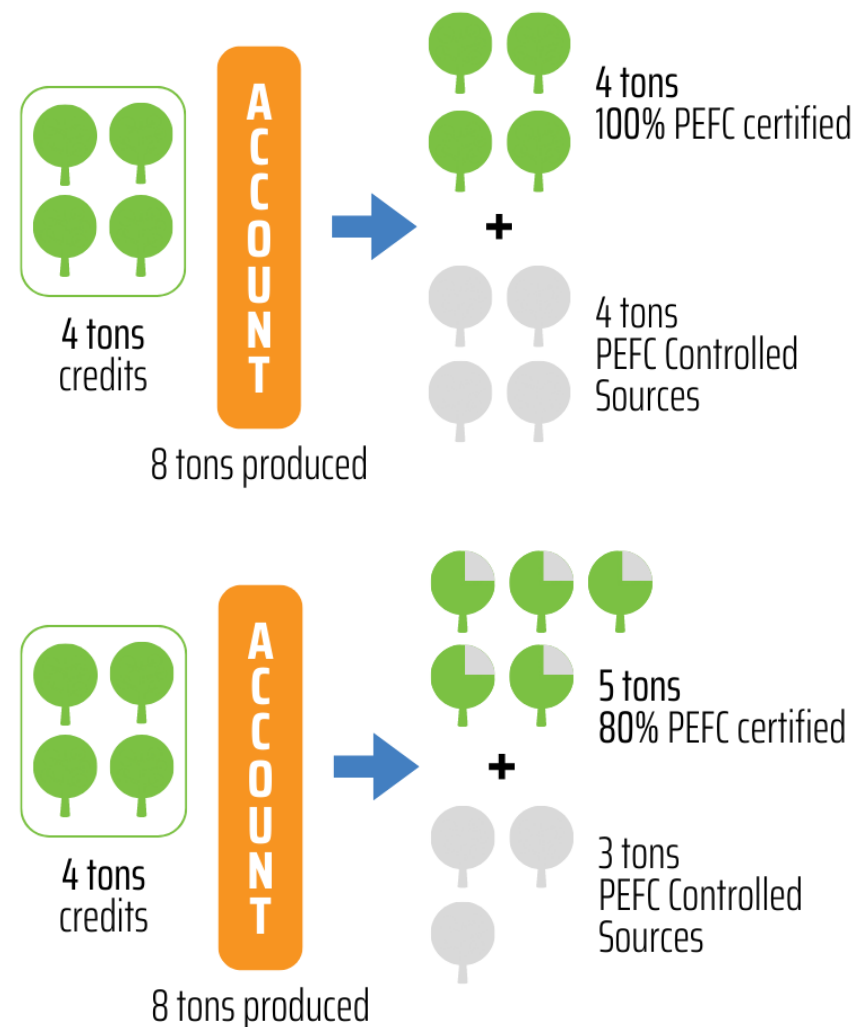 4 tons
credits
ACCOUNT
8 tons produced
4 tons
100% PEFC certified
+
4 tons
PEFC Controlled
Sources
4 tons
credits
ACCOUNT
8 tons produced
5 tons
80% PEFC certified
+
3 tons
PEFC Controlled
Sources